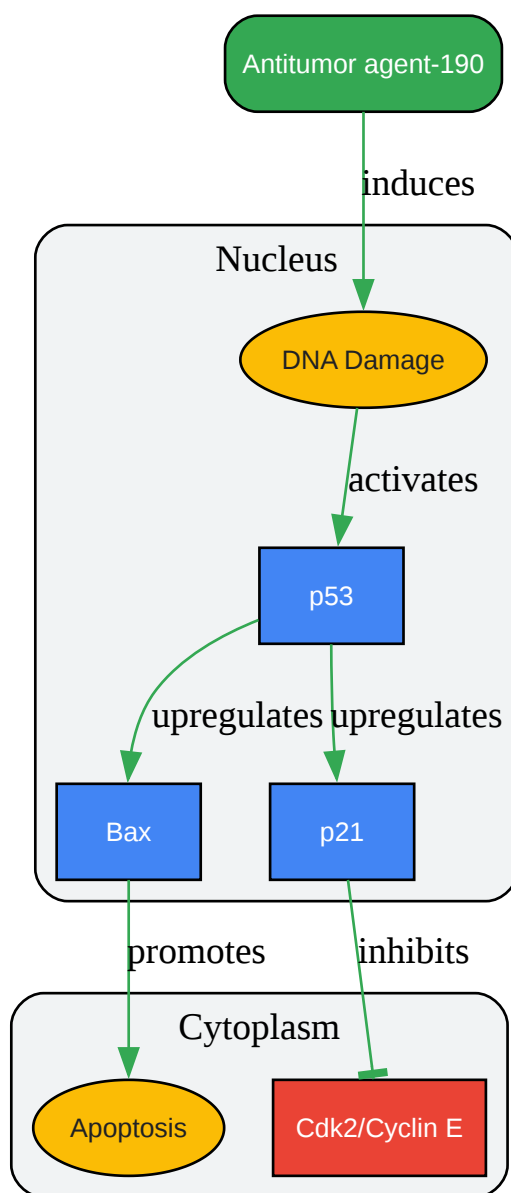 Antitumor agent-190
induces
Nucleus
DNA Damage
activates
p53
upregulates upregulates
Bax p21
promotes inhibits
Cytoplasm
Apoptosis Cdk2/Cyclin E